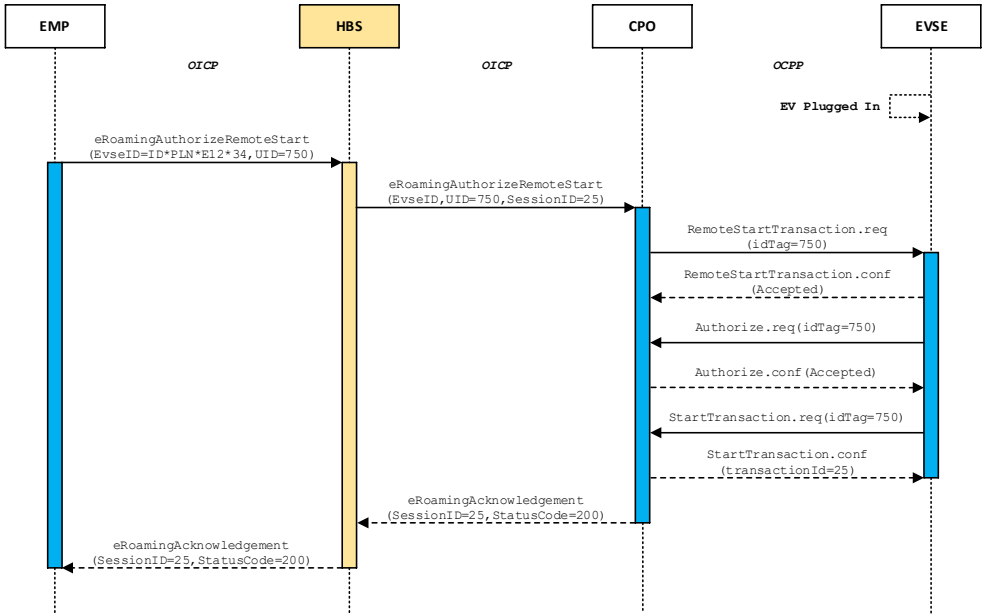 EMP
HBS
CPO
EVSE
OICP
OICP
OCPP
EV Plugged In
eRoamingAuthorizeRemoteStart
(EvseID=ID*PLN*E12*34,UID=750)
eRoamingAuthorizeRemoteStart
(EvseID,UID=750,SessionID=25)
RemoteStartTransaction.req
(idTag=750)
RemoteStartTransaction.conf
(Accepted)
Authorize.req(idTag=750)
Authorize.conf(Accepted)
StartTransaction.req(idTag=750)
StartTransaction.conf
(transactionId=25)
eRoamingAcknowledgement
(SessionID=25,StatusCode=200)
eRoamingAcknowledgement
(SessionID=25,StatusCode=200)